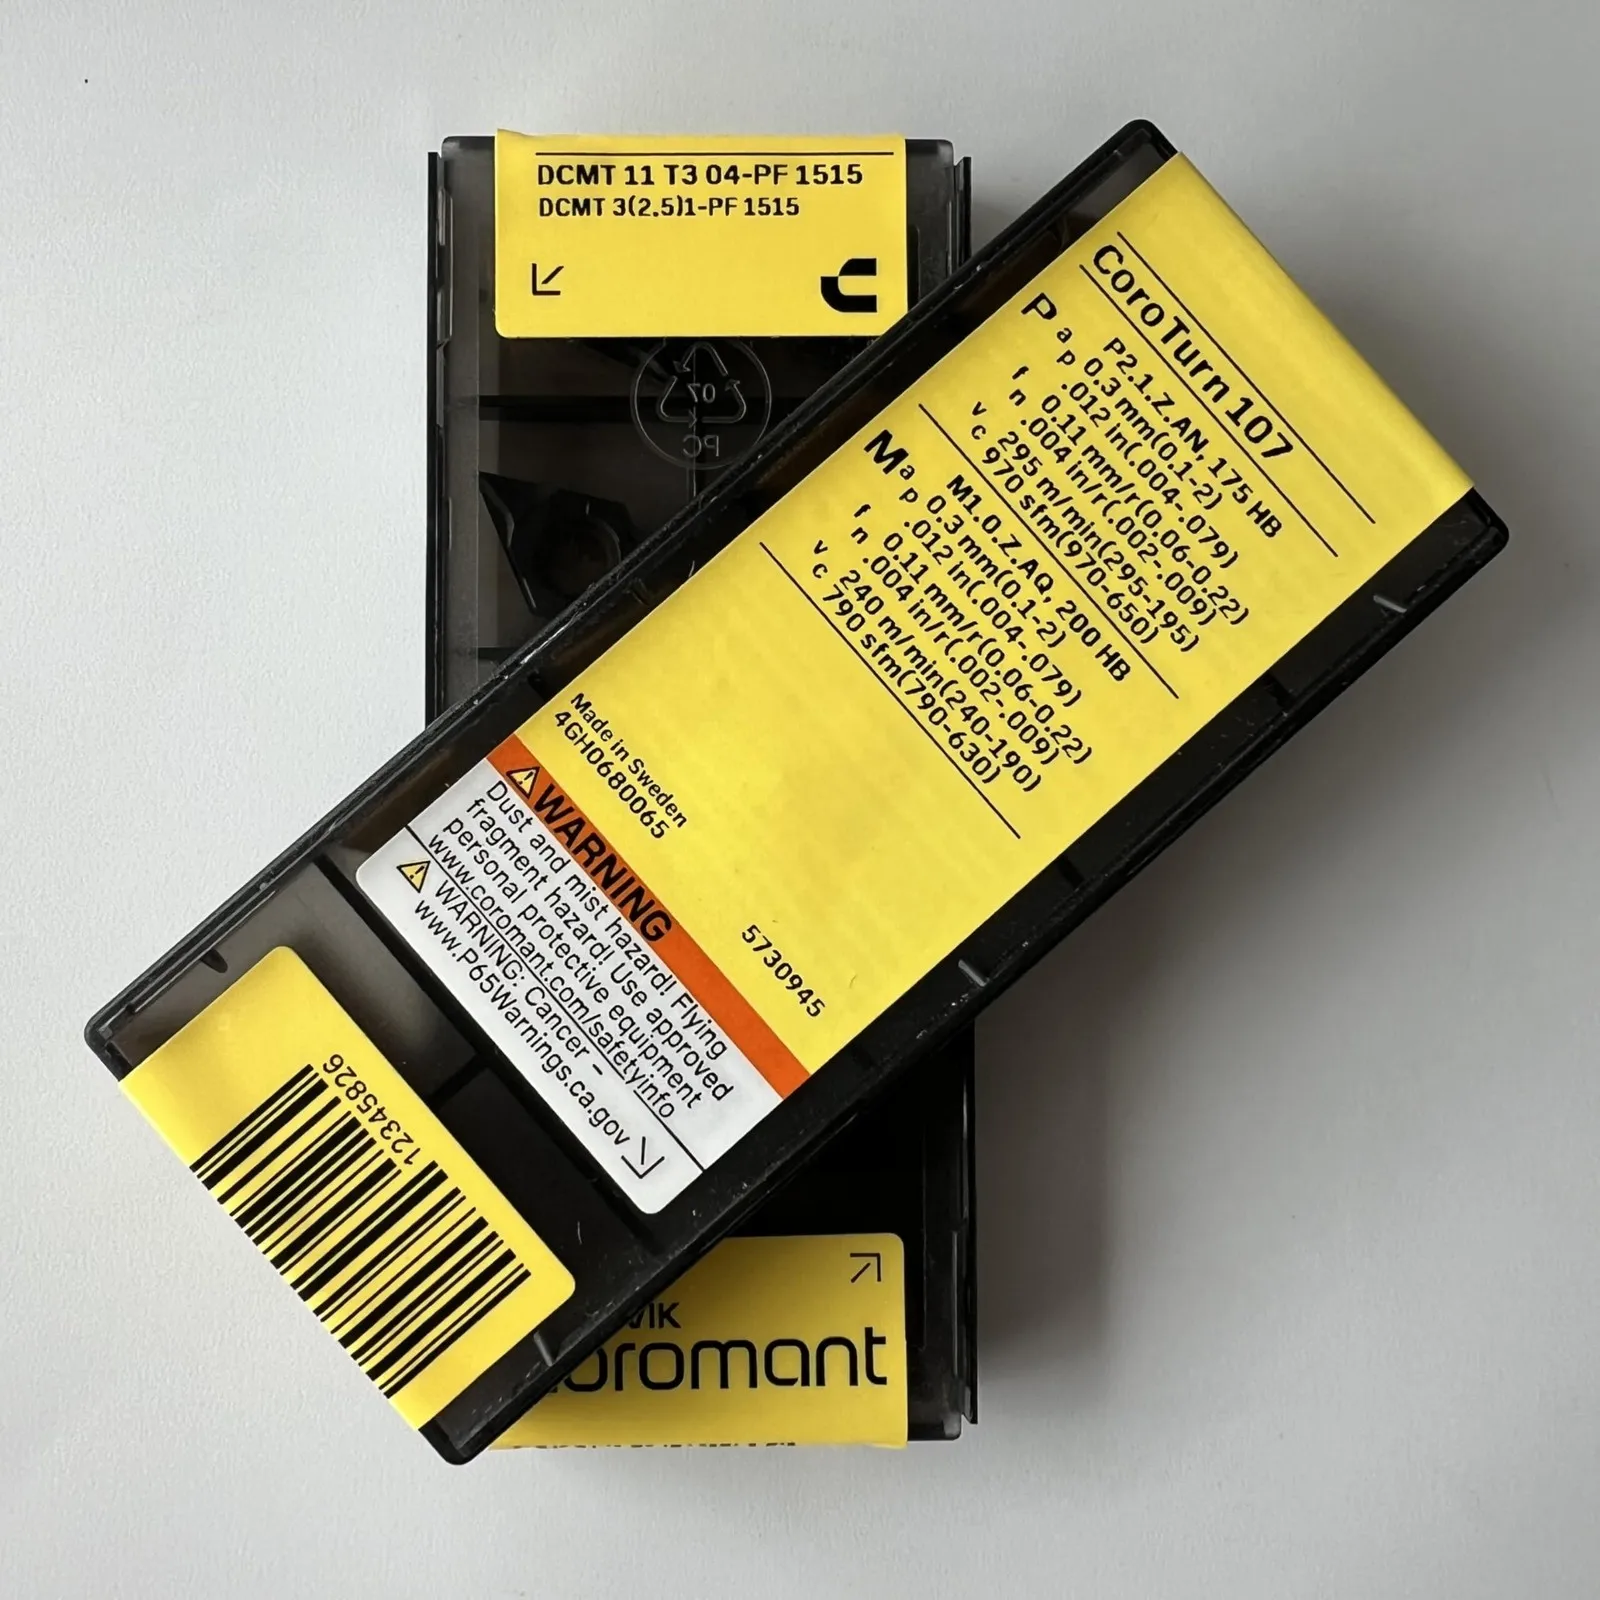 DCMT 11 T3 04-PF 1515
DCMT 3(2.5)1-PF 1515
07
PC
CoroTurn 107
P P2.1.Z.AN, 175 HB
ap 0.3 mm(0.1-2)
.012 in(.004-.079)
fn 0.11 mm/r(0.06-0.22)
.004 in/r(.002-.009)
vc 295 m/min(295-195)
970 sfm(970-650)
M M1.0.Z.AQ, 200 HB
ap 0.3 mm(0.1-2)
.012 in(.004-.079)
fn 0.11 mm/r(0.06-0.22)
.004 in/r(.002-.009)
vc 240 m/min(240-190)
790 sfm(790-630)
Made in Sweden
4GH0680065
5730945
⚠WARNING
Dust and mist hazard! Flying
fragment hazard! Use approved
personal protective equipment
www.coromant.com/safetyinfo
⚠ WARNING: Cancer –
www.P65Warnings.ca.gov
12345826
VIK
oromant